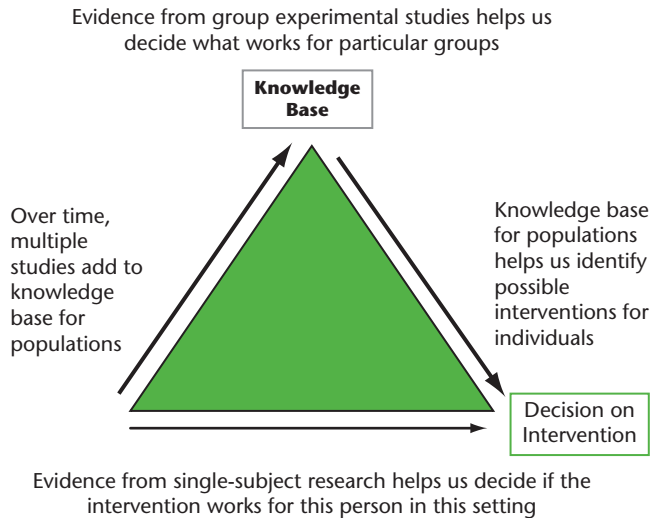 Evidence from group experimental studies helps us
decide what works for particular groups
Knowledge
Base
Over time,
multiple
studies add to
knowledge
base for
populations
Knowledge base
for populations
helps us identify
possible
interventions for
individuals
Decision on
Intervention
Evidence from single-subject research helps us decide if the
intervention works for this person in this setting